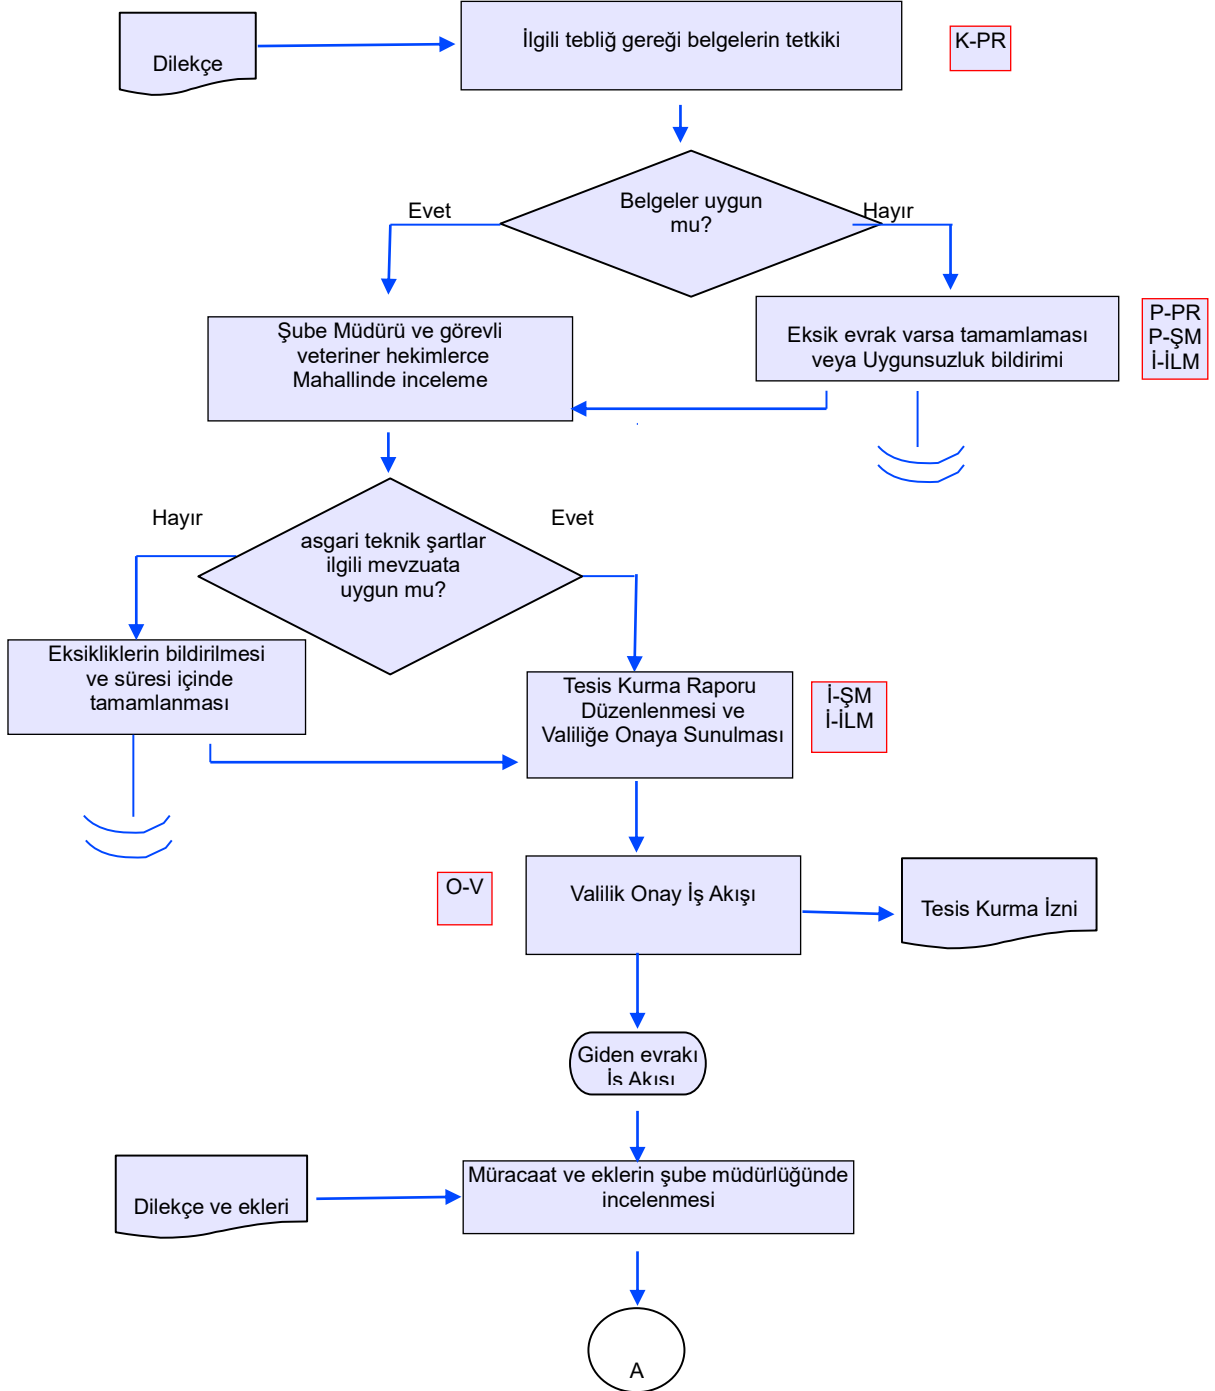 Dilekçe
İlgili tebliğ gereği belgelerin tetkiki
K-PR
Belgeler uygun
mu?
Evet
Hayır
Şube Müdürü ve görevli
veteriner hekimlerce
Mahallinde inceleme
Eksik evrak varsa tamamlaması
veya Uygunsuzluk bildirimi
P-PR
P-ŞM
İ-İLM
Hayır
Evet
asgari teknik şartlar
ilgili mevzuata
uygun mu?
Eksikliklerin bildirilmesi
ve süresi içinde
tamamlanması
Tesis Kurma Raporu
Düzenlenmesi ve
Valiliğe Onaya Sunulması
İ-ŞM
İ-İLM
O-V
Valilik Onay İş Akışı
Tesis Kurma İzni
Giden evrakı
İş Akışı
Dilekçe ve ekleri
Müracaat ve eklerin şube müdürlüğünde
incelenmesi
A